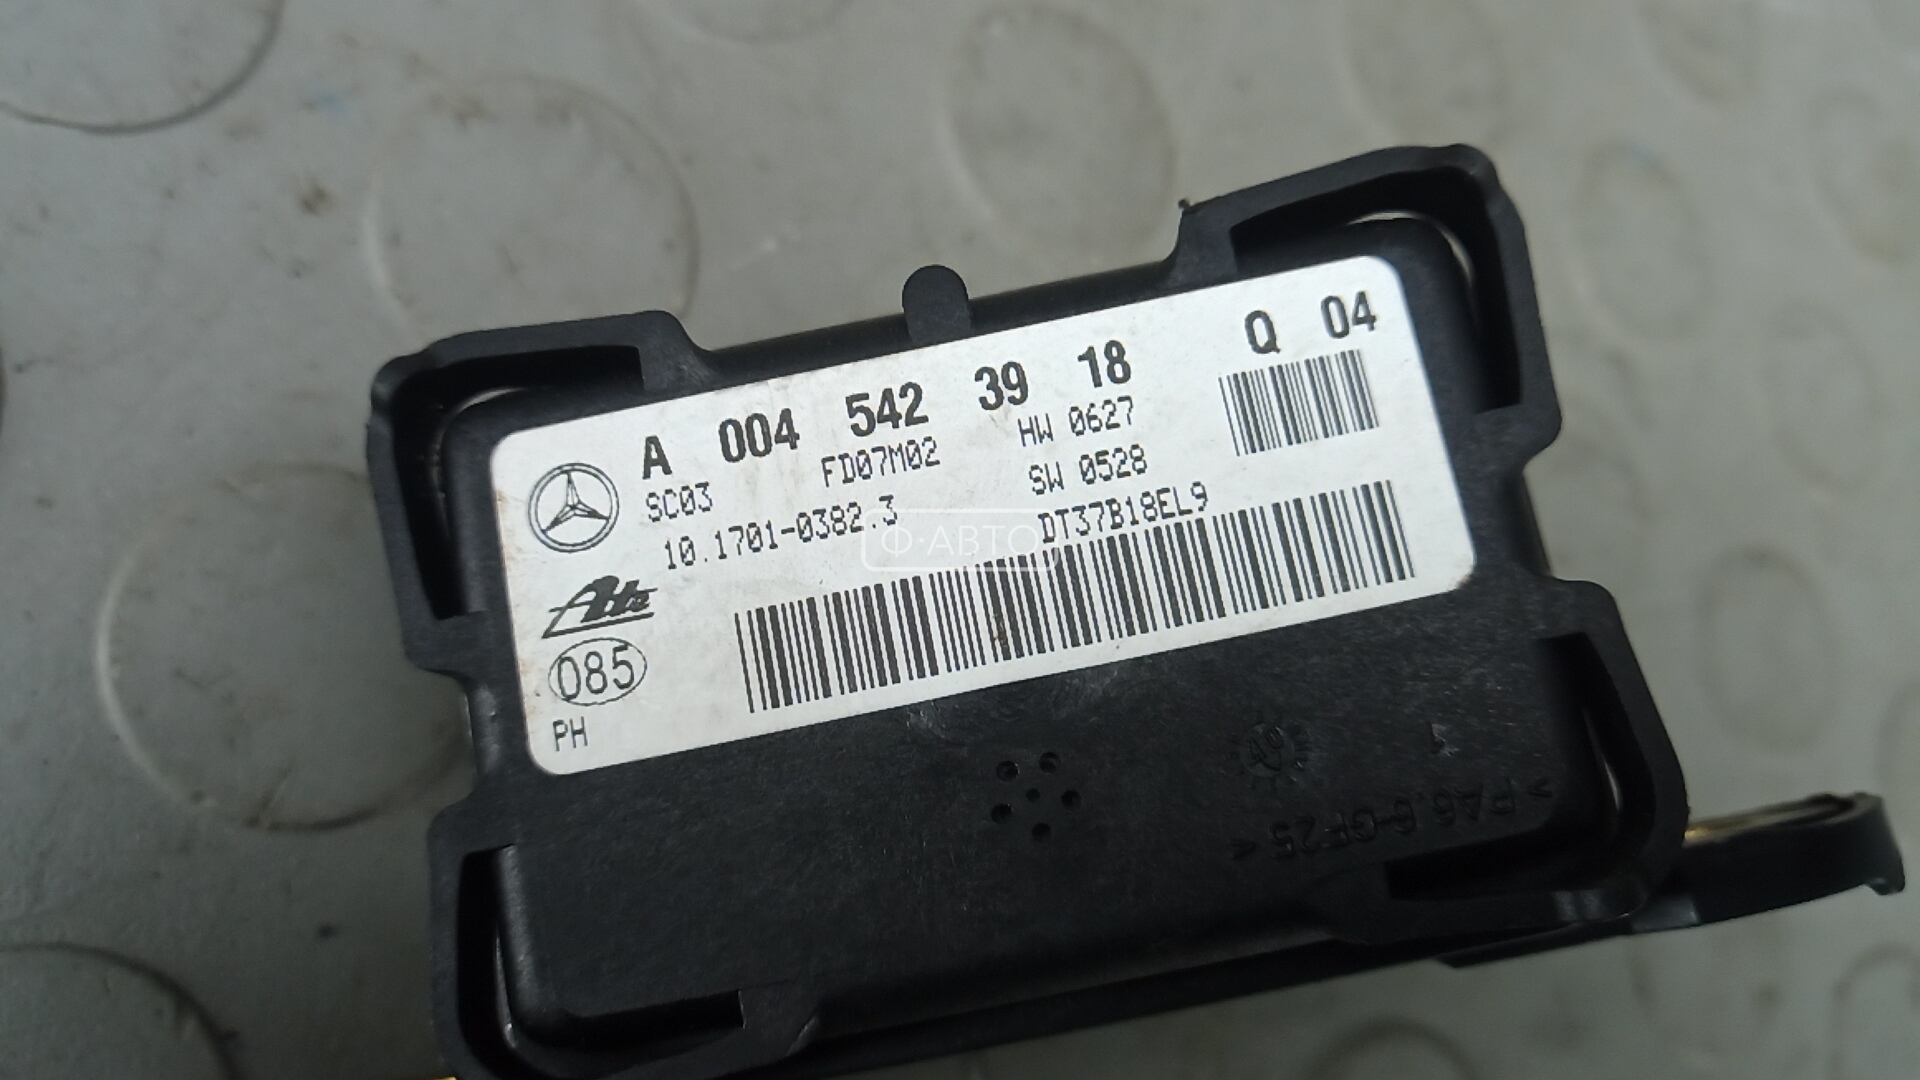 A 004 542 39 18 Q 04
SC03 FD07M02 HW 0627
SW 0528
10.1701-0382.3 DT37B18EL9
Ф·АВТО
Ate
085
PH
>PA6.6-GF25<